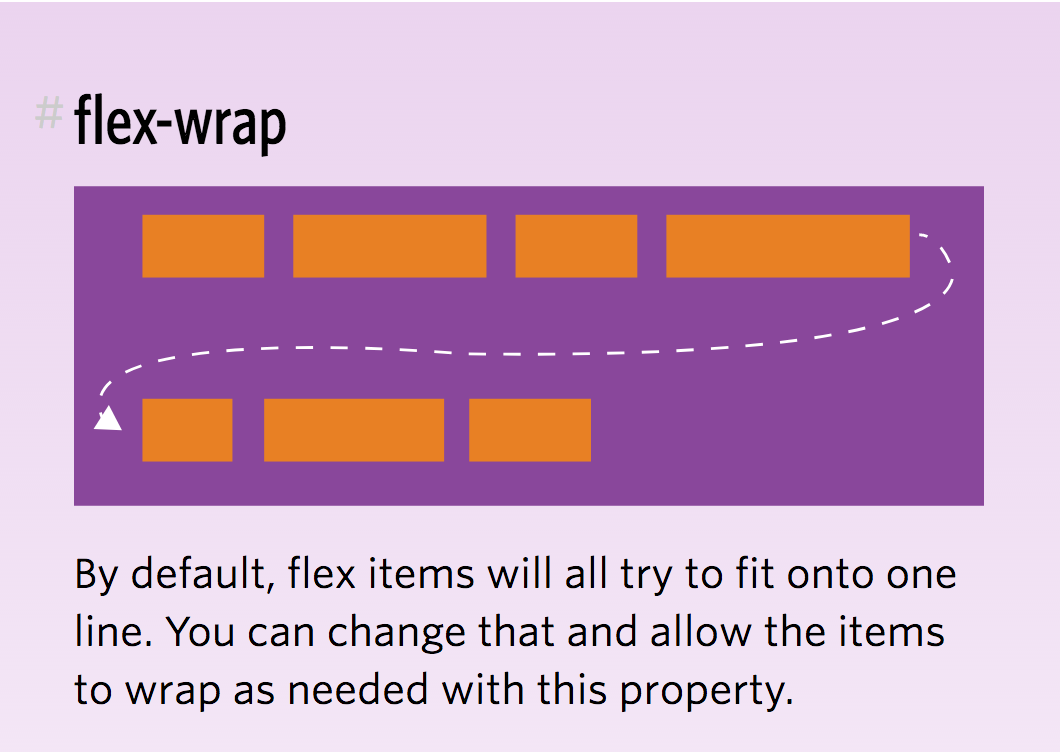 # flex-wrap
By default, flex items will all try to fit onto one
line. You can change that and allow the items
to wrap as needed with this property.